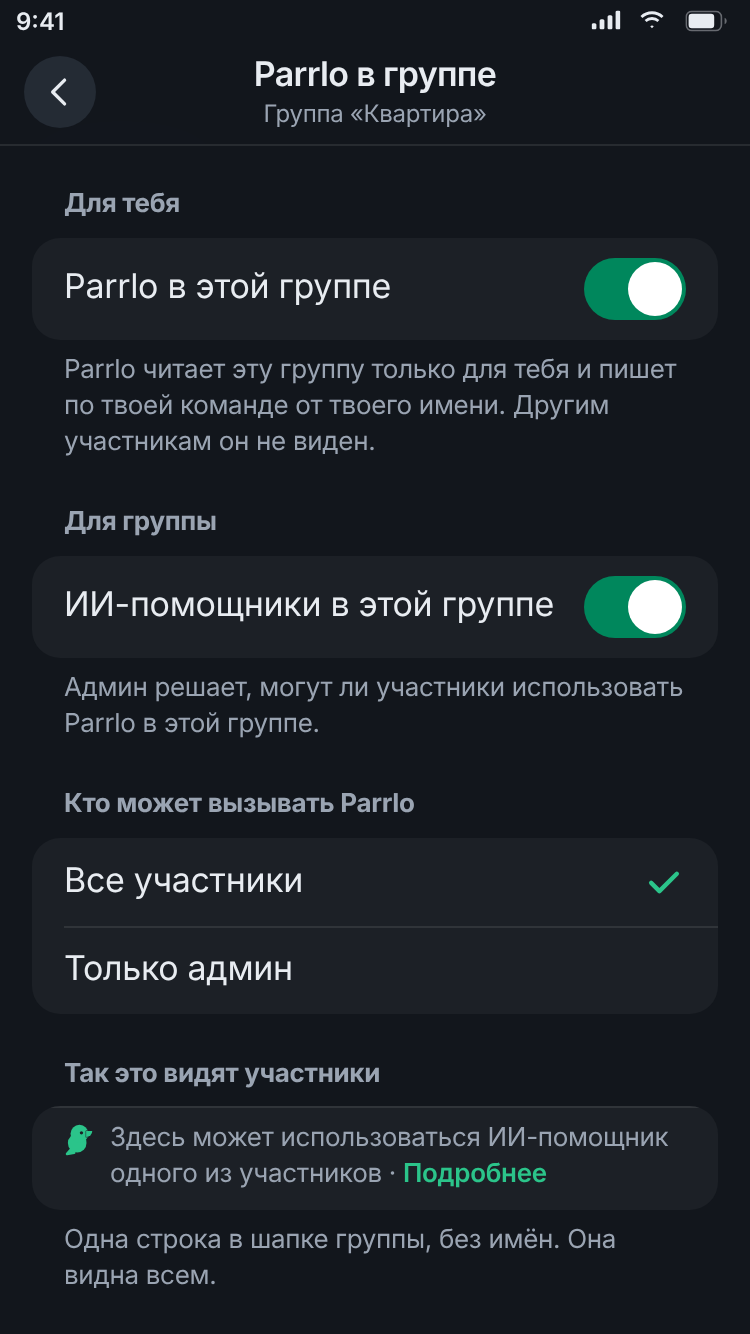 9:41
Parrlo в группе
Группа «Квартира»
Для тебя
Parrlo в этой группе
Parrlo читает эту группу только для тебя и пишет
по твоей команде от твоего имени. Другим
участникам он не виден.
Для группы
ИИ-помощники в этой группе
Админ решает, могут ли участники использовать
Parrlo в этой группе.
Кто может вызывать Parrlo
Все участники
Только админ
Так это видят участники
Здесь может использоваться ИИ-помощник
одного из участников · Подробнее
Одна строка в шапке группы, без имён. Она
видна всем.